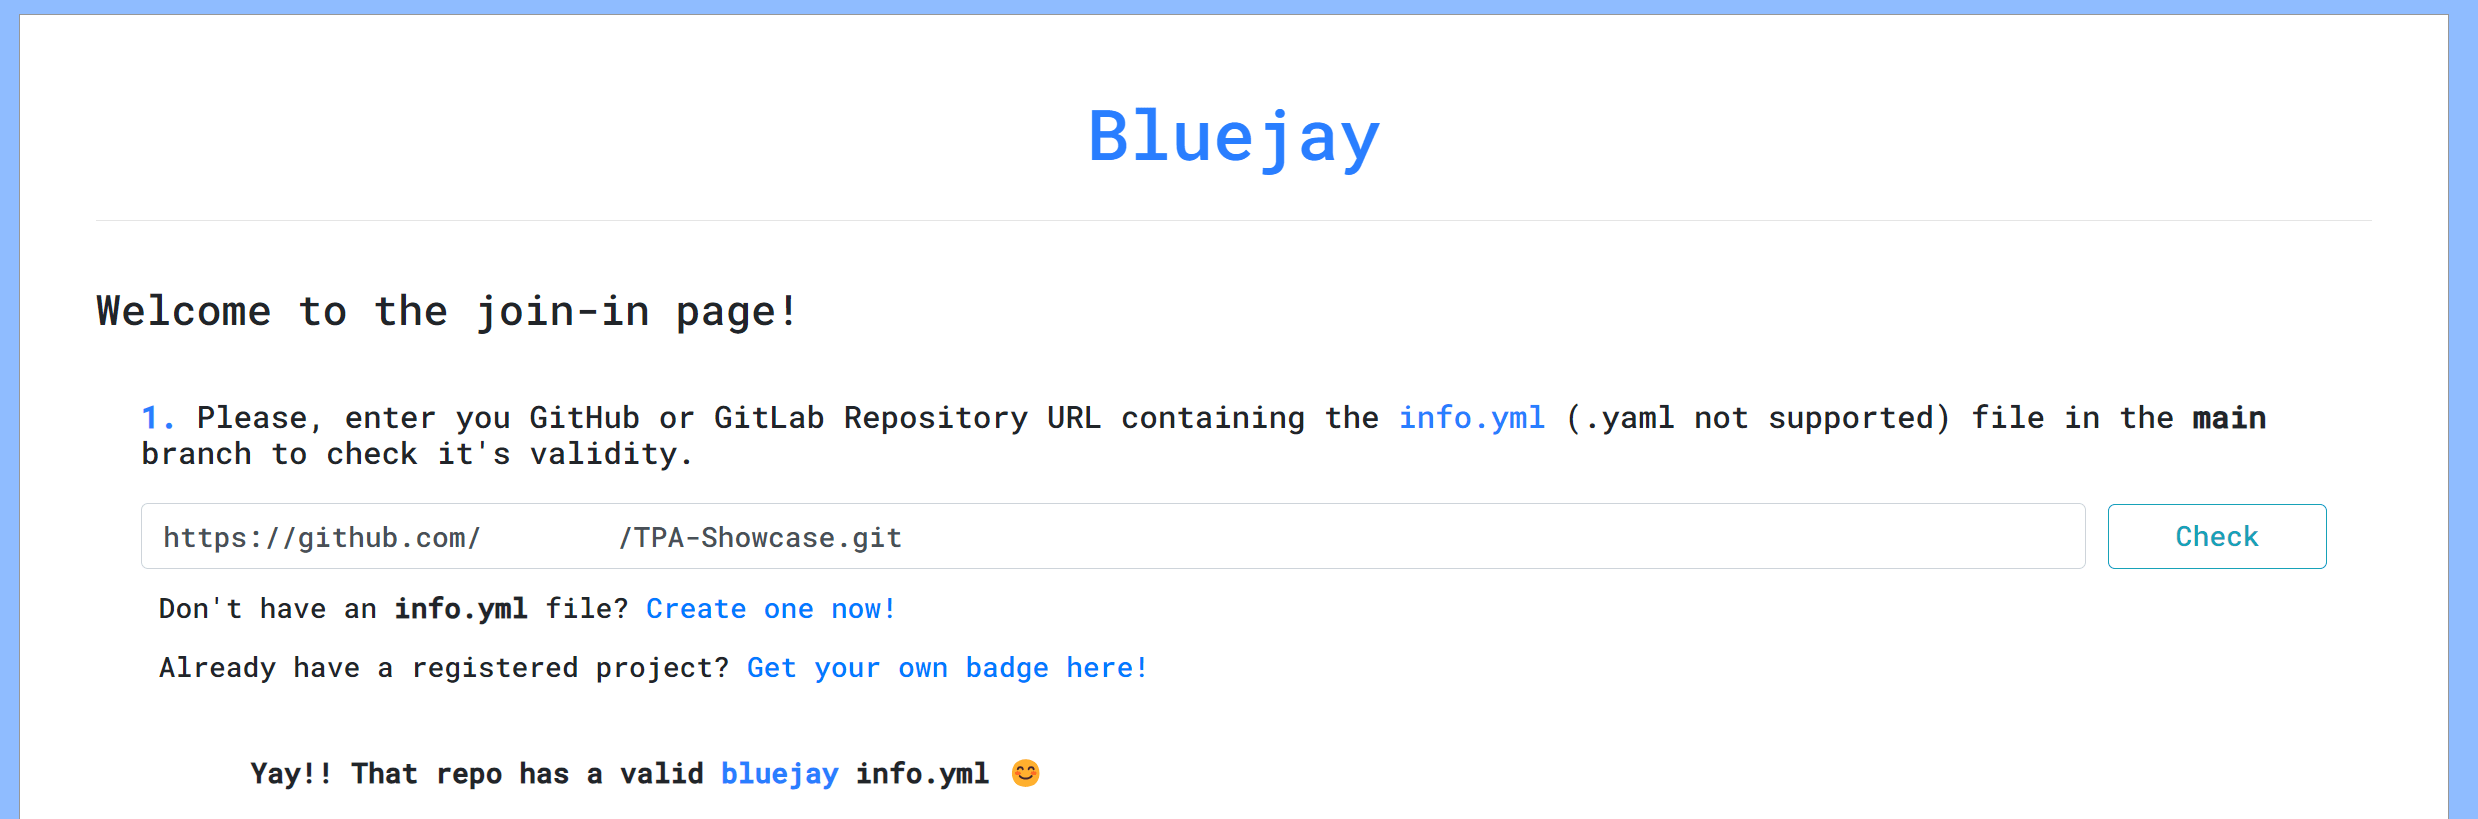 Bluejay
Welcome to the join-in page!
1. Please, enter you GitHub or GitLab Repository URL containing the info.yml (.yaml not supported) file in the main
branch to check it's validity.
https://github.com/ /TPA-Showcase.git
Check
Don't have an info.yml file? Create one now!
Already have a registered project? Get your own badge here!
Yay!! That repo has a valid bluejay info.yml 😊